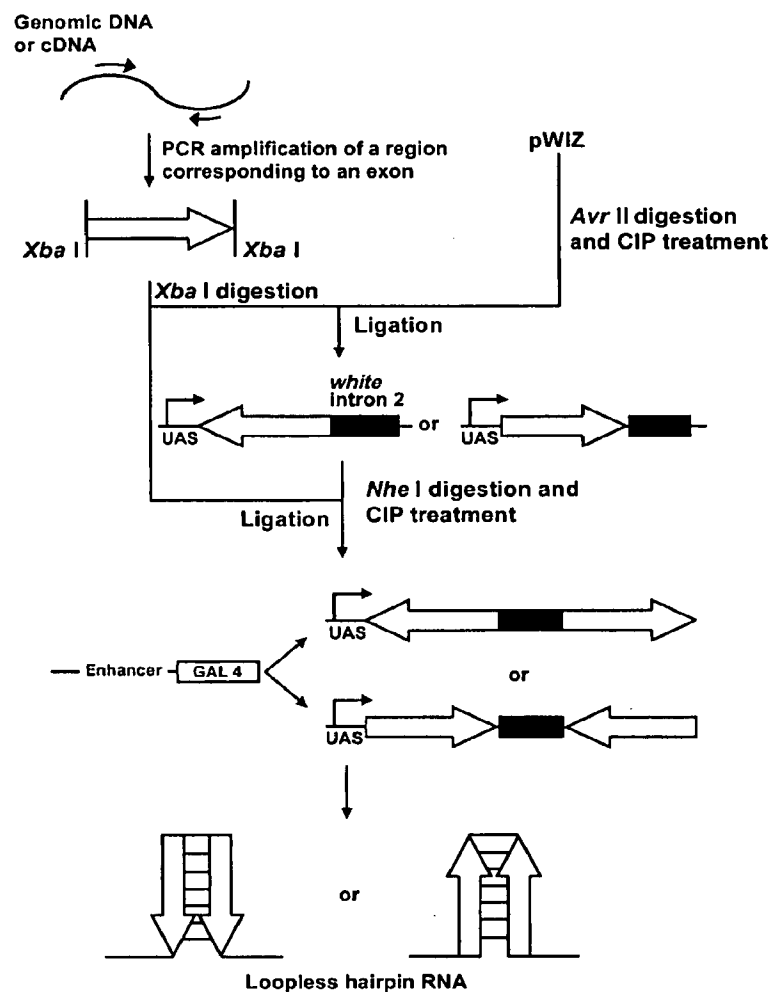 Genomic DNA
or cDNA
PCR amplification of a region
corresponding to an exon
pWIZ
Avr II digestion
and CIP treatment
Xba I
Xba I
Xba I digestion
Ligation
white
intron 2
UAS
or
UAS
Nhe I digestion and
CIP treatment
Ligation
UAS
Enhancer
GAL 4
or
UAS
or
Loopless hairpin RNA